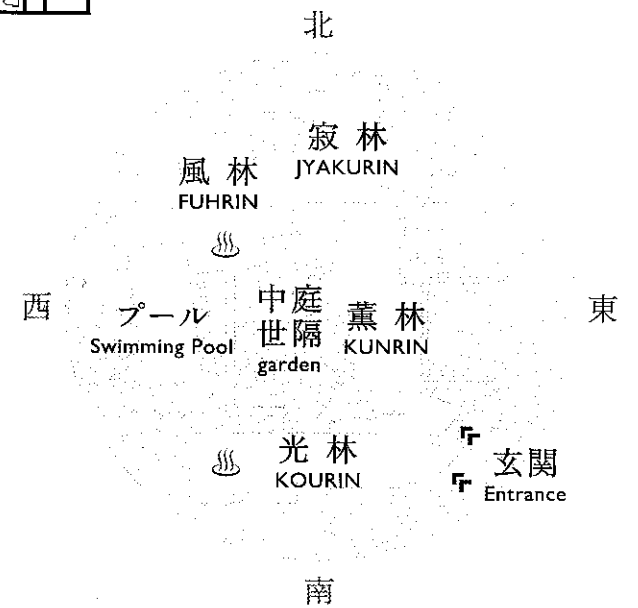 北
寂 林
JYAKURIN
風 林
FUHRIN
西
プール
Swimming Pool
中庭
世隔
garden
薫 林
KUNRIN
東
光 林
KOURIN
玄関
Entrance
南